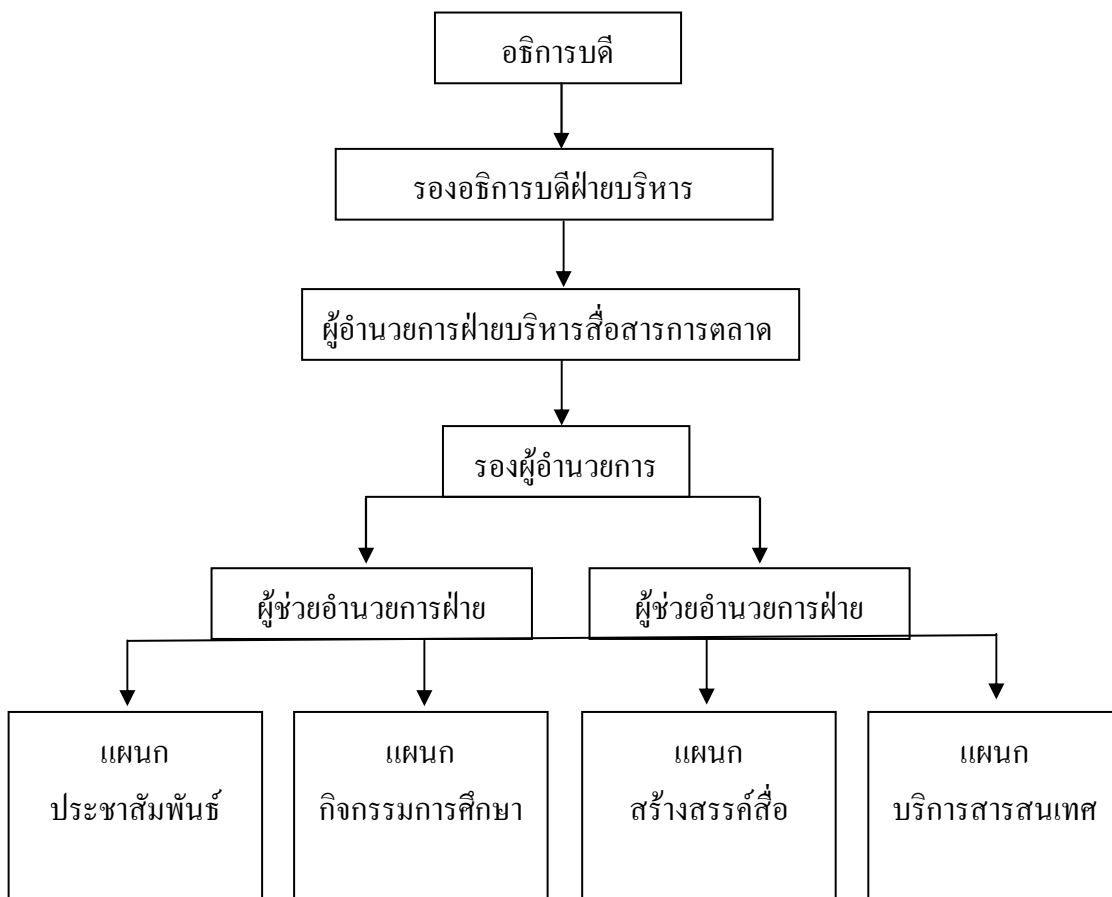 อธิการบดี
รองอธิการบดีฝ่ายบริหาร
ผู้อำนวยการฝ่ายบริหารสื่อสารการตลาด
รองผู้อำนวยการ
ผู้ช่วยอำนวยการฝ่าย
ผู้ช่วยอำนวยการฝ่าย
แผนก
ประชาสัมพันธ์
แผนก
กิจกรรมการศึกษา
แผนก
สร้างสรรค์สื่อ
แผนก
บริการสารสนเทศ